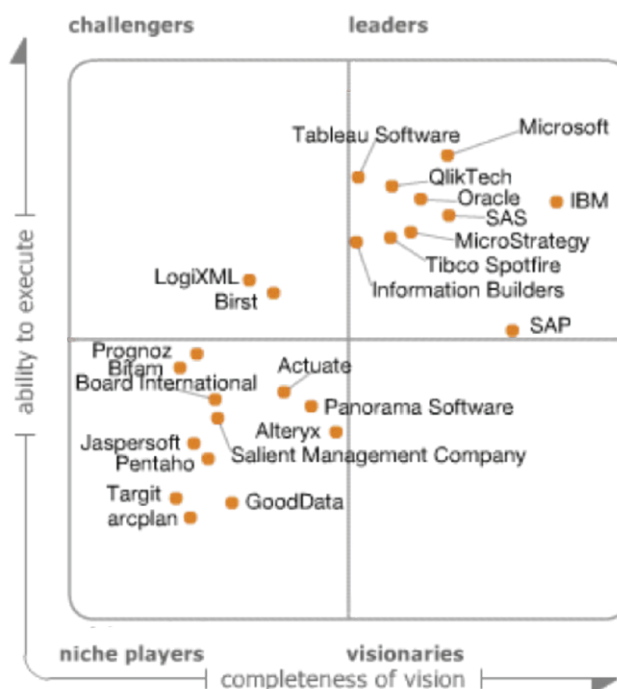 challengers
leaders
Microsoft
Tableau Software
QlikTech
Oracle
IBM
SAS
MicroStrategy
Tibco Spotfire
LogiXML
Information Builders
Birst
SAP
ability to execute
Prognoz
Bitam
Actuate
Board International
Panorama Software
Alteryx
Jaspersoft
Salient Management Company
Pentaho
Targit
GoodData
arcplan
niche players
visionaries
completeness of vision